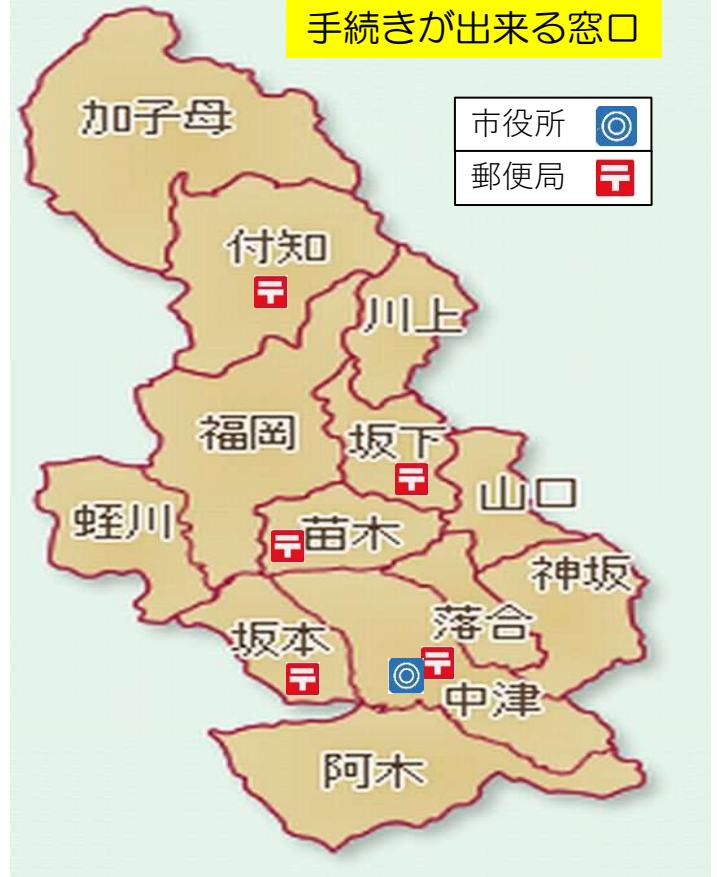 手続きが出来る窓口
市役所
郵便局
加子母
付知
川上
福岡
坂下
山口
蛭川
苗木
神坂
落合
坂本
中津
阿木